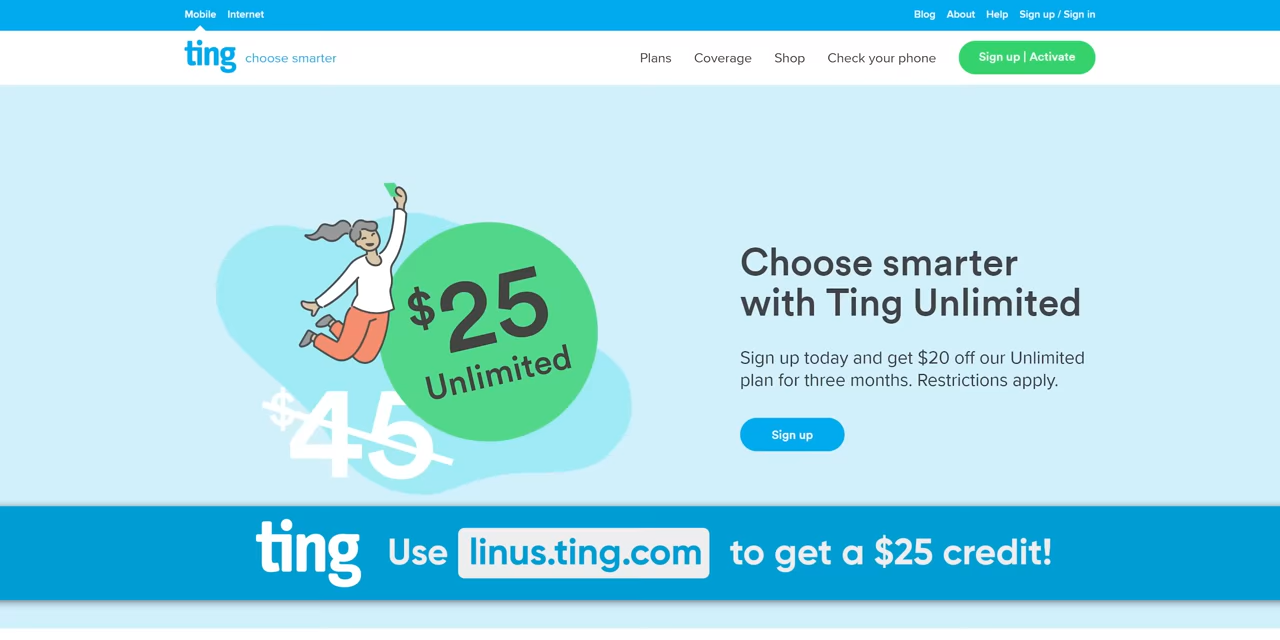 Mobile Internet Blog About Help Sign up / Sign in
ting choose smarter Plans Coverage Shop Check your phone Sign up | Activate
$25
Unlimited
$45
Choose smarter
with Ting Unlimited
Sign up today and get $20 off our Unlimited
plan for three months. Restrictions apply.
Sign up
ting Use linus.ting.com to get a $25 credit!